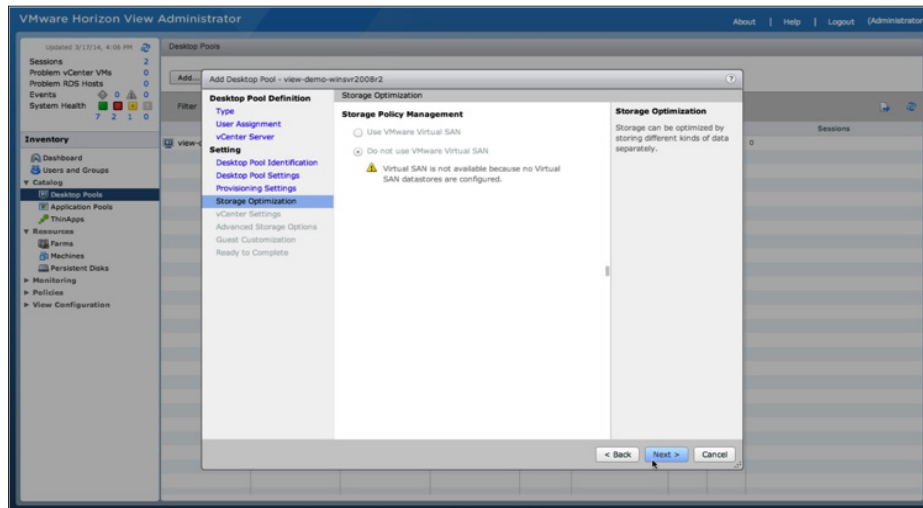 VMware Horizon View Administrator
About | Help | Logout (Administrator
Updated 3/17/14, 4:06 PM
Sessions 2
Problem vCenter VMs 0
Problem RDS Hosts 0
Events 0 0
System Health
7 2 1 0
Inventory
Dashboard
Users and Groups
Catalog
Desktop Pools
Application Pools
ThinApps
Resources
Farms
Machines
Persistent Disks
Monitoring
Policies
View Configuration
Desktop Pools
Add...
Filter
Sessions
view-c
0
Add Desktop Pool - view-demo-winsvr2008r2
?
Desktop Pool Definition
Type
User Assignment
vCenter Server
Setting
Desktop Pool Identification
Desktop Pool Settings
Provisioning Settings
Storage Optimization
vCenter Settings
Advanced Storage Options
Guest Customization
Ready to Complete
Storage Optimization
Storage Policy Management
Use VMware Virtual SAN
Do not use VMware Virtual SAN
Virtual SAN is not available because no Virtual
SAN datastores are configured.
Storage Optimization
Storage can be optimized by
storing different kinds of data
separately.
< Back
Next >
Cancel